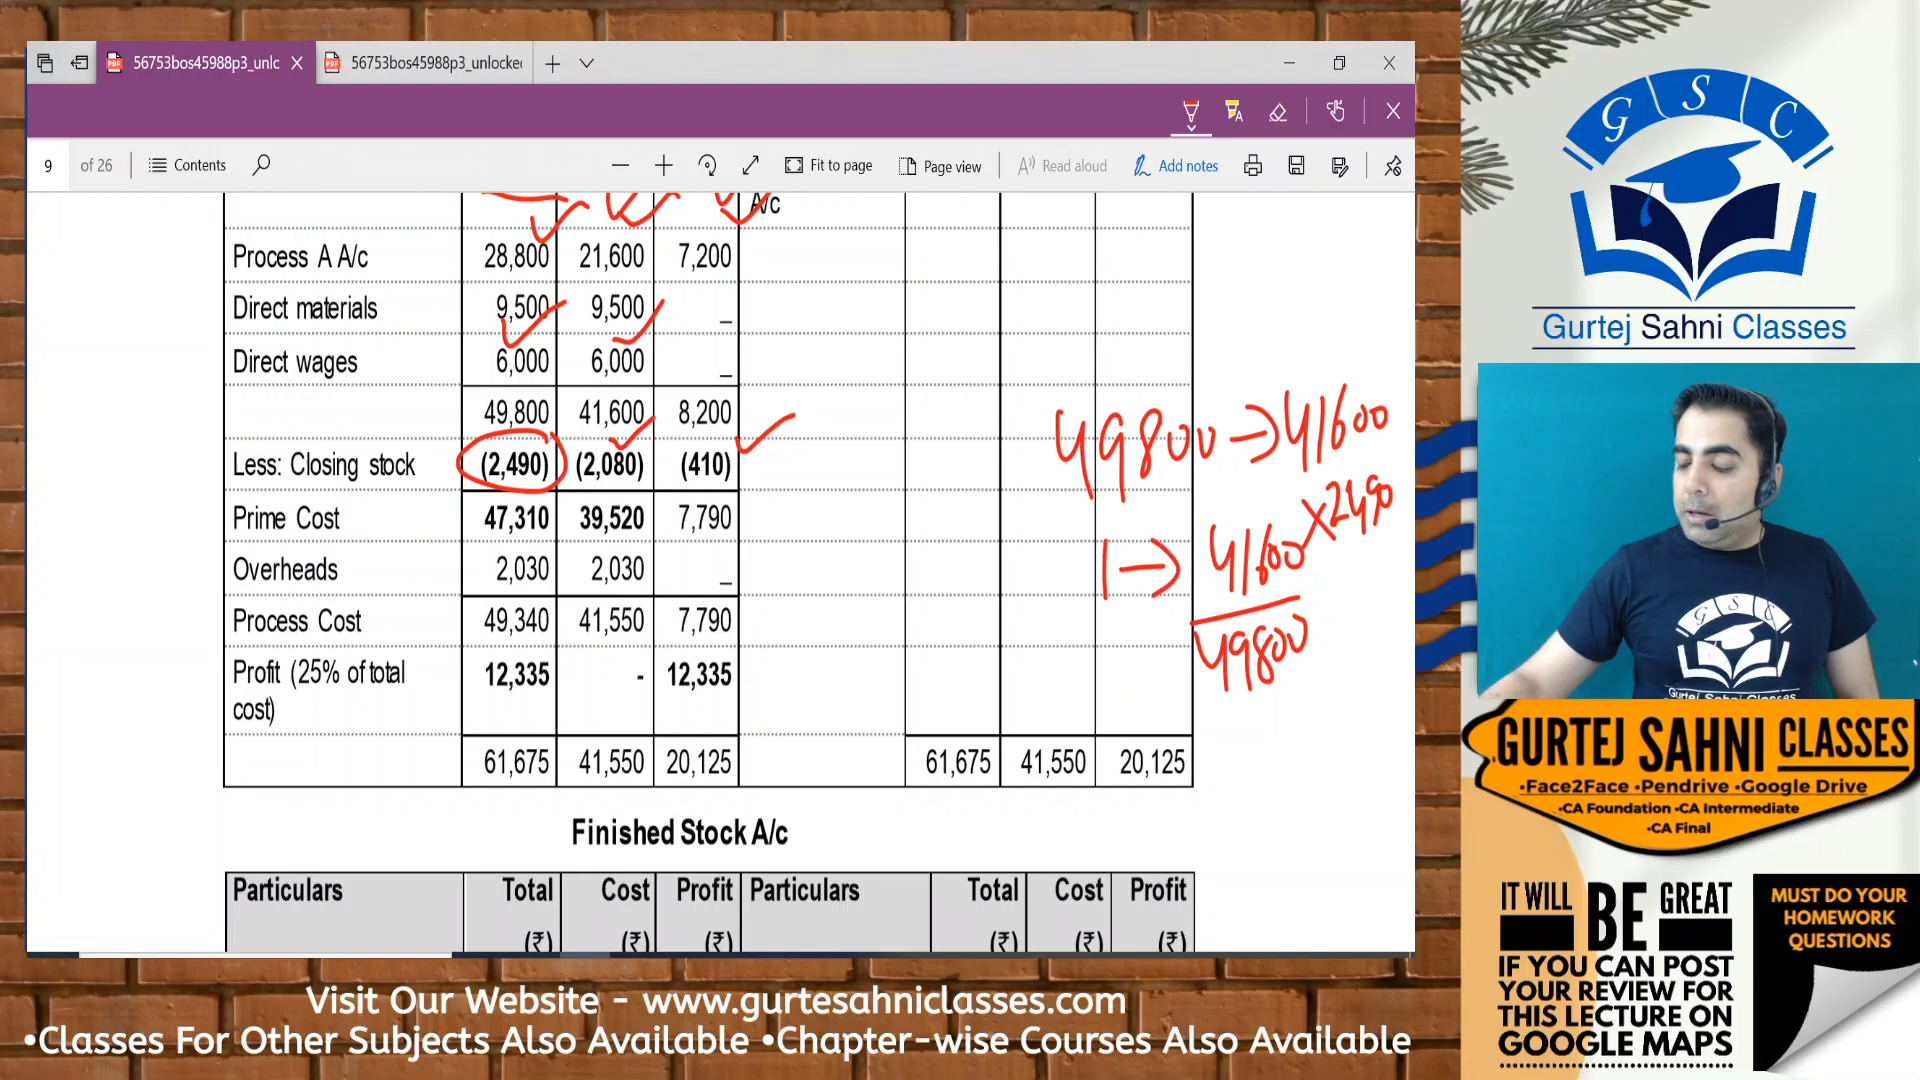 56753bos45988p3_unlc
56753bos45988p3_unlocked
9 of 26 Contents Fit to page Page view Read aloud Add notes
A/c
Process A A/c 28,800 21,600 7,200
Direct materials 9,500 9,500 _
Direct wages 6,000 6,000 _
49,800 41,600 8,200
Less: Closing stock (2,490) (2,080) (410)
Prime Cost 47,310 39,520 7,790
Overheads 2,030 2,030 _
Process Cost 49,340 41,550 7,790
Profit (25% of total cost) 12,335 - 12,335
61,675 41,550 20,125 61,675 41,550 20,125
49800 → 41600
1 → 41600 × 2490
49800
Finished Stock A/c
Particulars Total (₹) Cost (₹) Profit (₹) Particulars Total (₹) Cost (₹) Profit (₹)
GSC
Gurtej Sahni Classes
GSC
GURTEJ SAHNI CLASSES
•Face2Face •Pendrive •Google Drive
•CA Foundation •CA Intermediate
•CA Final
IT WILL BE GREAT
IF YOU CAN POST
YOUR REVIEW FOR
THIS LECTURE ON
GOOGLE MAPS
MUST DO YOUR
HOMEWORK
QUESTIONS
Visit Our Website - www.gurtesahniclasses.com
•Classes For Other Subjects Also Available •Chapter-wise Courses Also Available